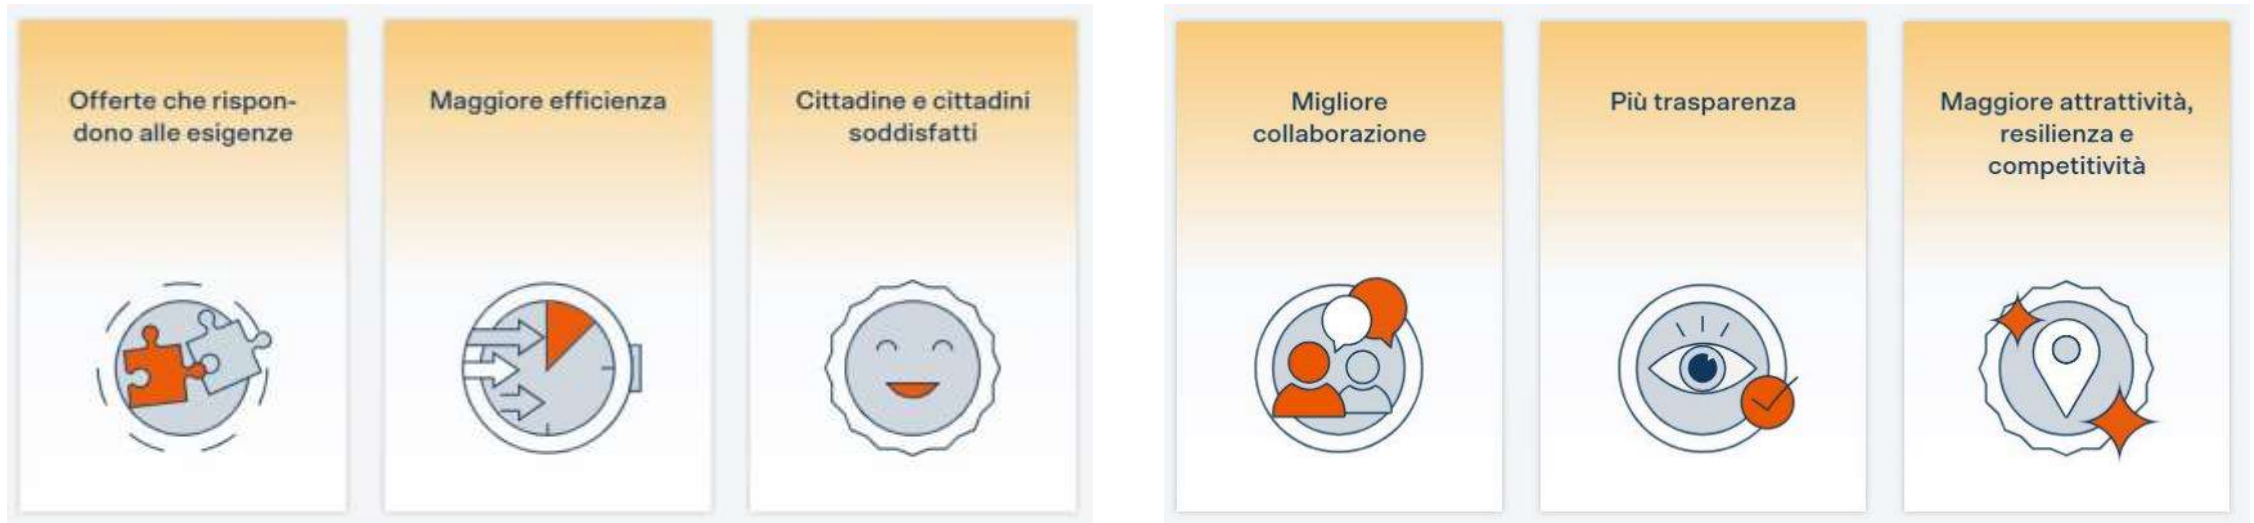 Offerte che rispon-
dono alle esigenze
Maggiore efficienza
Cittadine e cittadini
soddisfatti
Migliore
collaborazione
Più trasparenza
Maggiore attrattività,
resilienza e
competitività